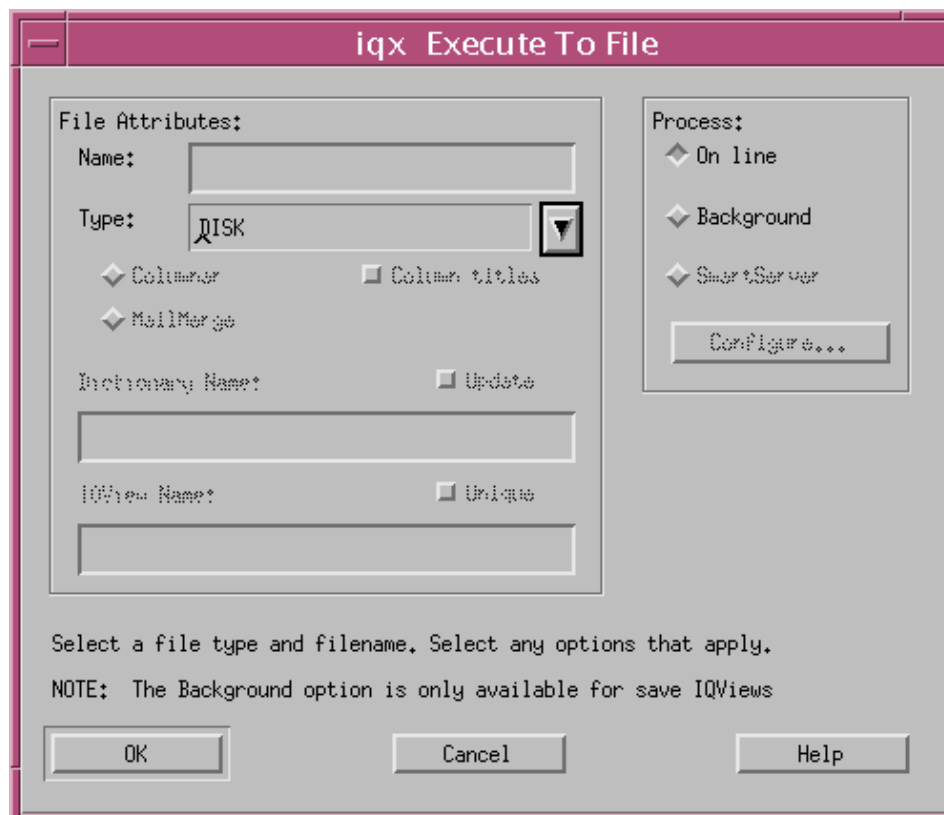 iqx Execute To File
File Attributes:
Name:
Type: DISK
Columnar Column titles
MailMerge
Dictionary Name: Update
IQView Name: Unique
Process:
On line
Background
SmartServer
Configure...
Select a file type and filename. Select any options that apply.
NOTE: The Background option is only available for save IQViews
OK Cancel Help